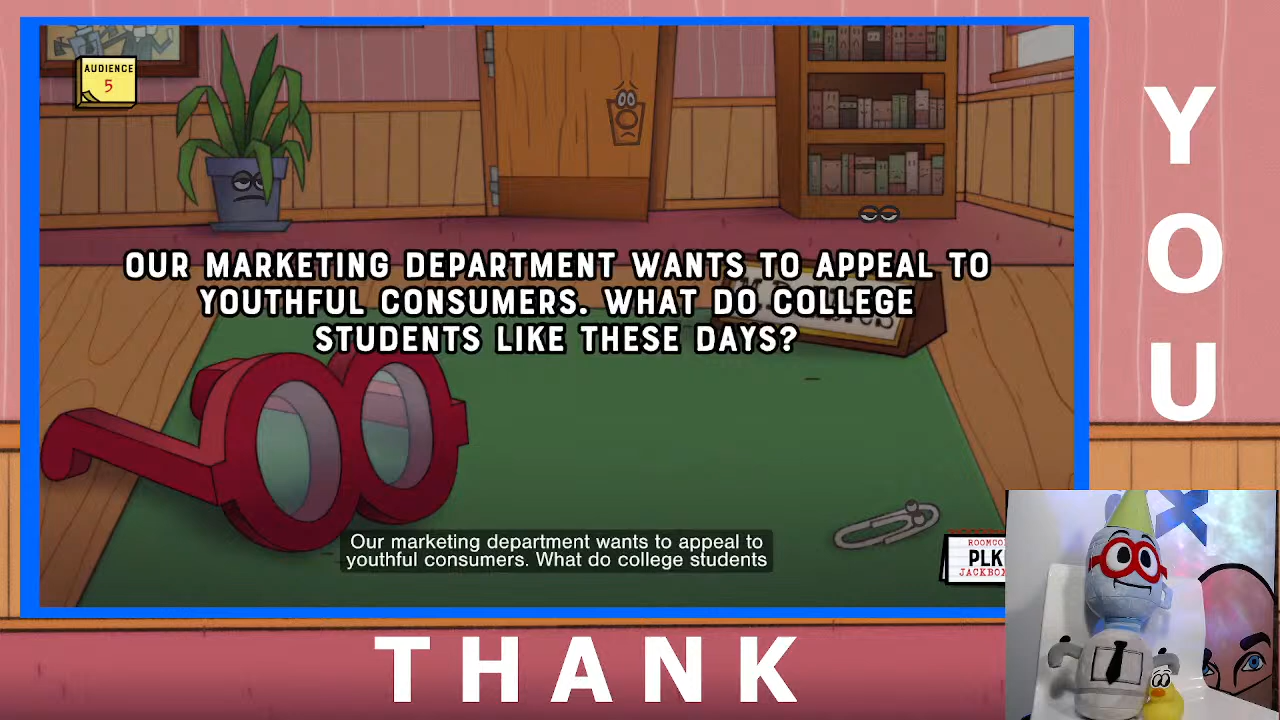 AUDIENCE
5
OUR MARKETING DEPARTMENT WANTS TO APPEAL TO
YOUTHFUL CONSUMERS. WHAT DO COLLEGE
STUDENTS LIKE THESE DAYS?
Our marketing department wants to appeal to
youthful consumers. What do college students
PLK
THANK
Y
O
U